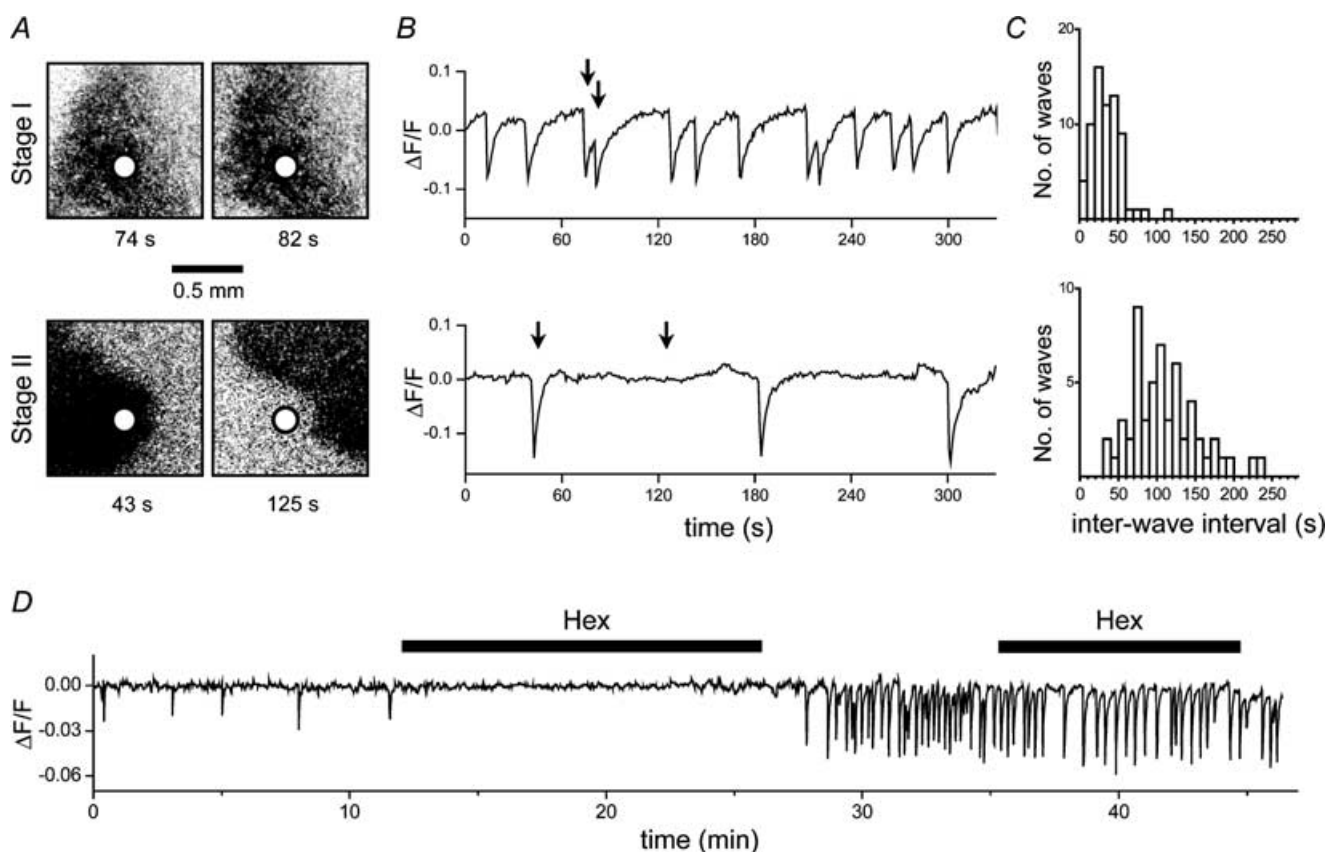 A
B
C
Stage I
74 s
82 s
0.5 mm
ΔF/F
0.1
0.0
-0.1
0
60
120
180
240
300
No. of waves
20
10
0
0
50
100
150
200
250
Stage II
43 s
125 s
ΔF/F
0.1
0.0
-0.1
0
60
120
180
240
300
time (s)
No. of waves
10
5
0
50
100
150
200
250
inter-wave interval (s)
D
Hex
Hex
ΔF/F
0.00
-0.03
-0.06
0
10
20
30
40
time (min)